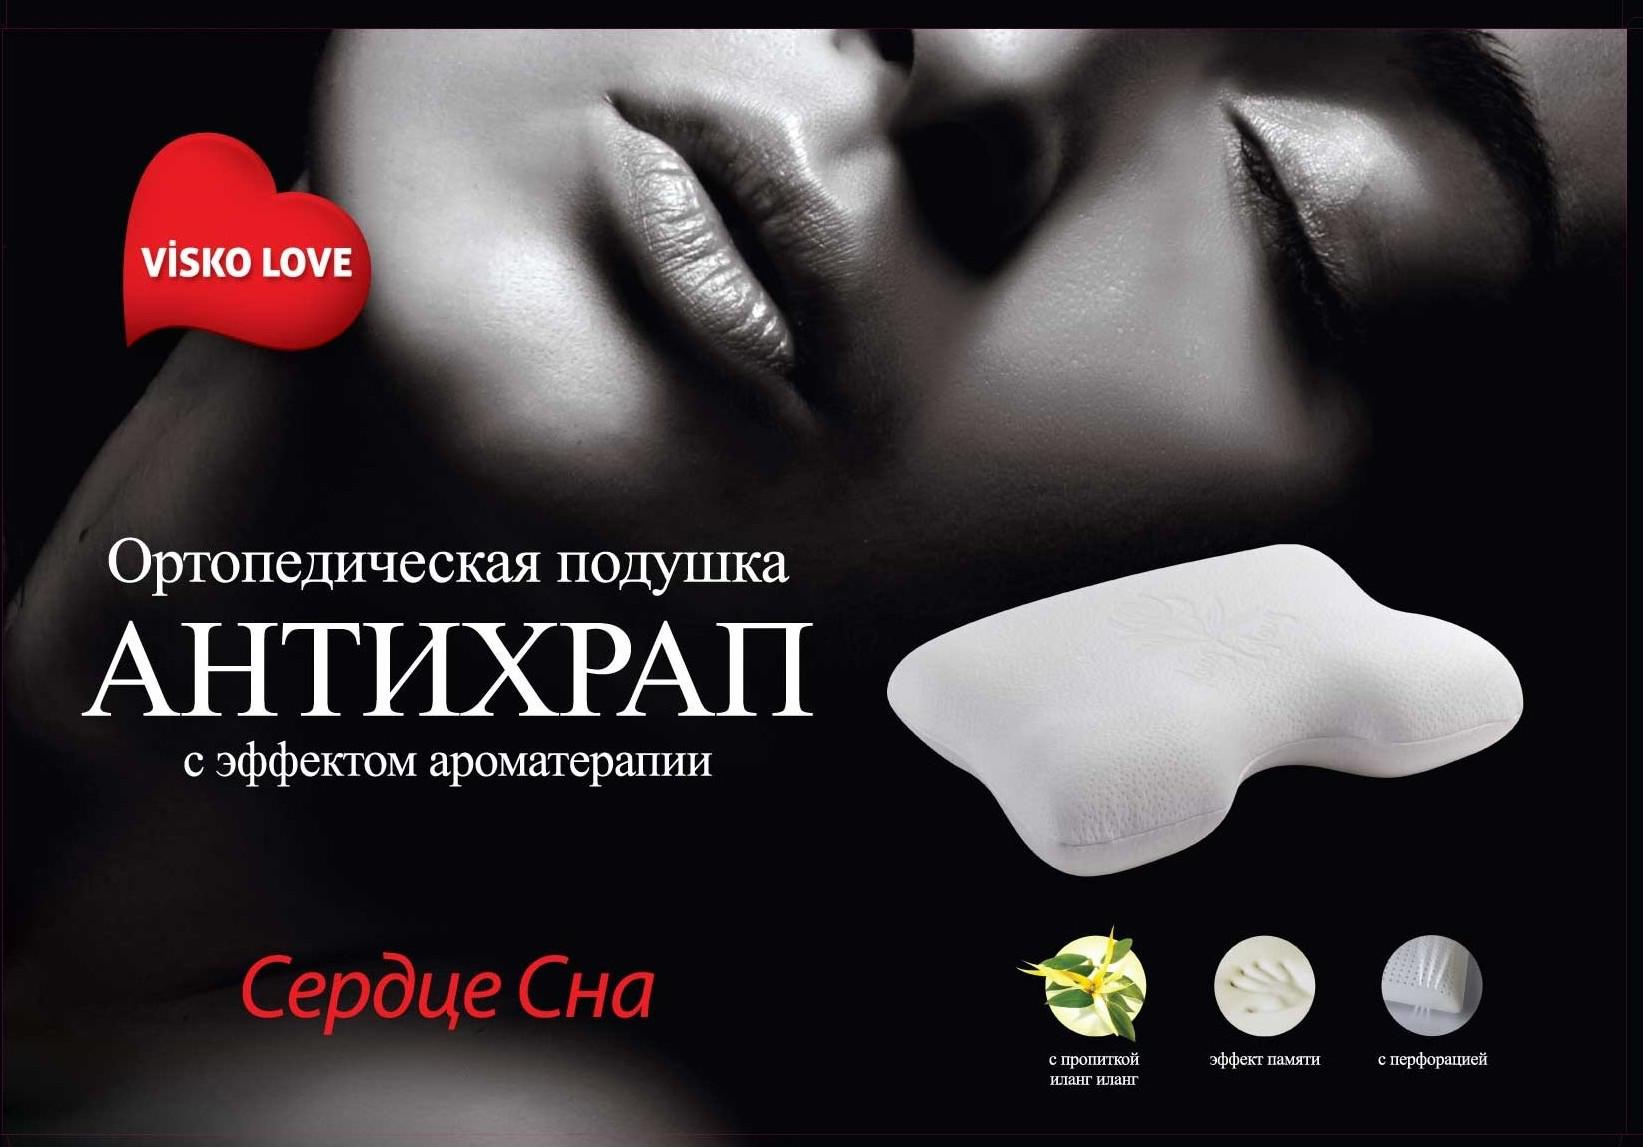 VİSKO LOVE
Ортопедическая подушка
АНТИХРАП
с эффектом ароматерапии
Сердце Сна
с пропиткой
иланг иланг
эффект памяти
с перфорацией